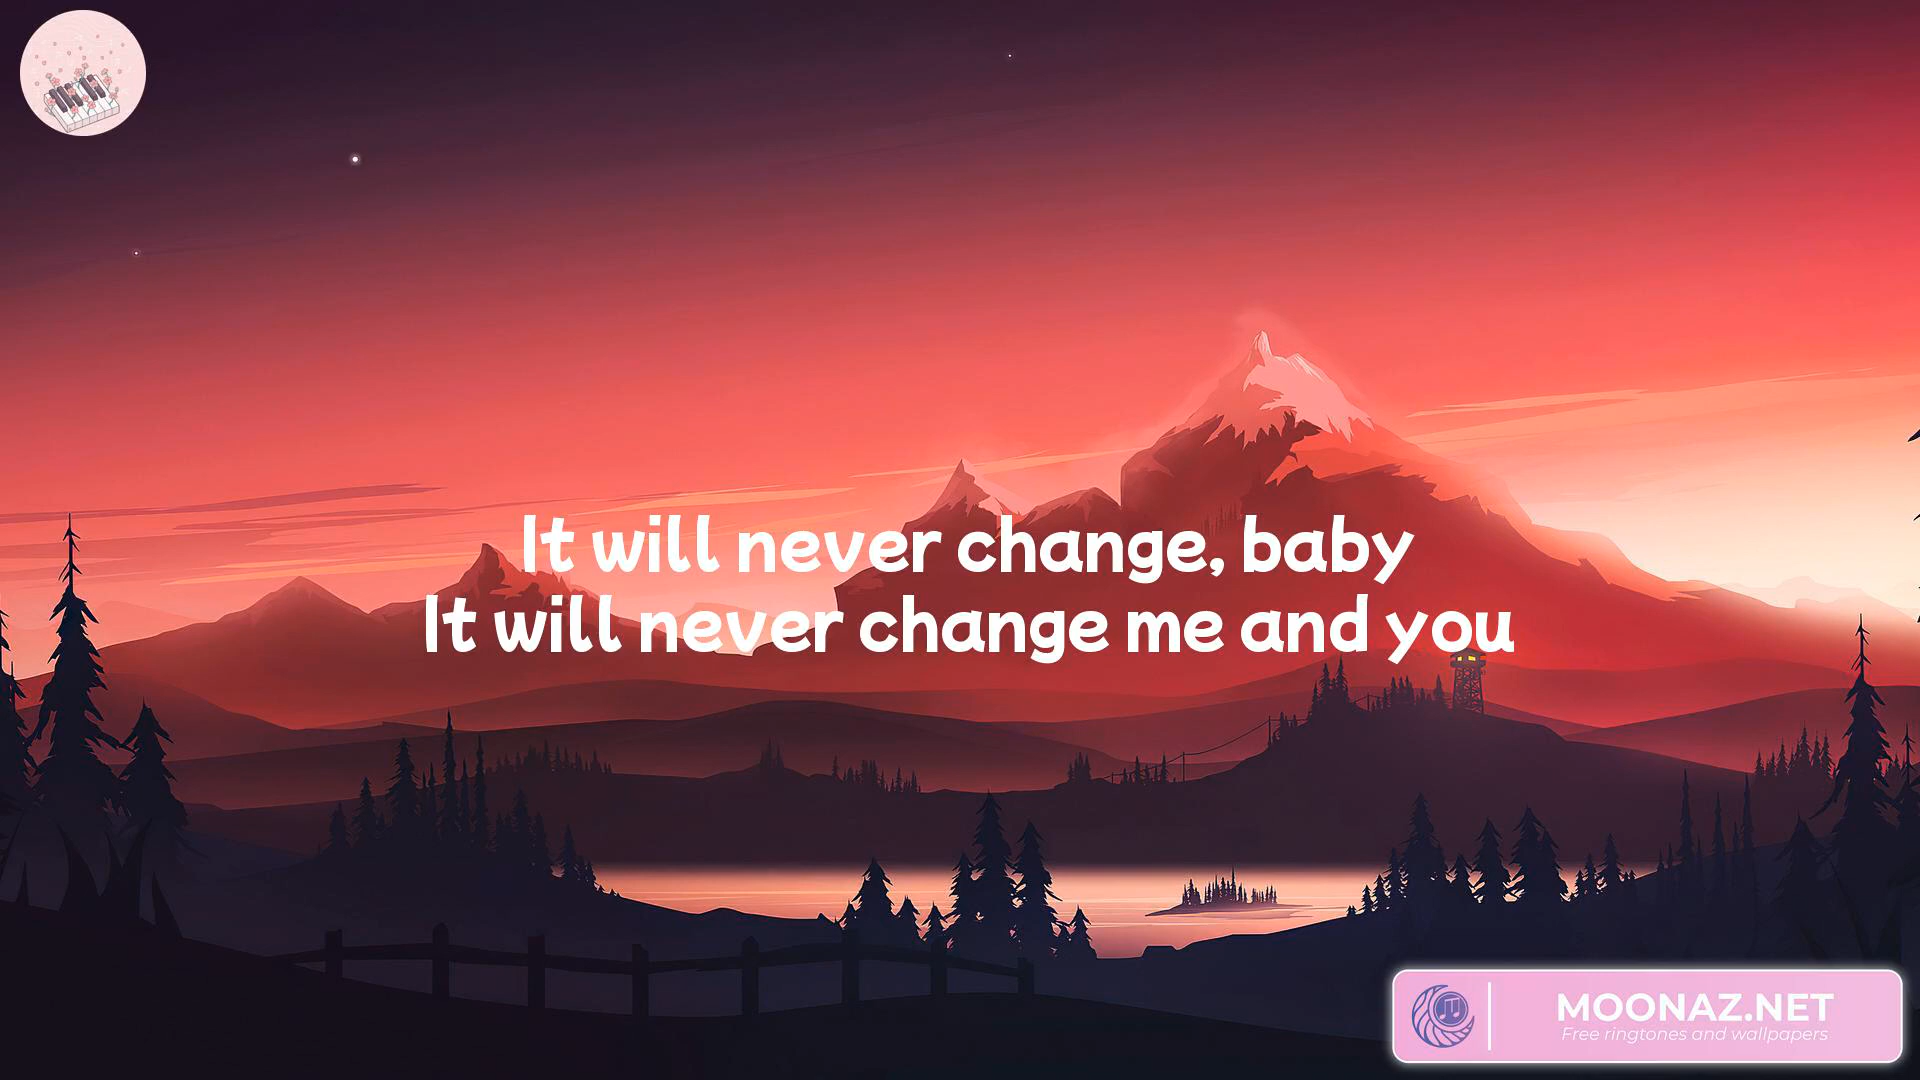 It will never change, baby
It will never change me and you
MOONAZ.NET
Free ringtones and wallpapers